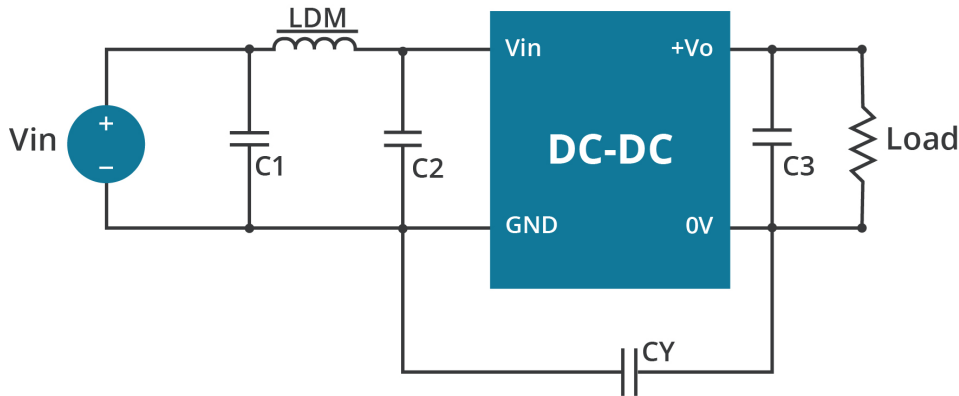 LDM
Vin
+
−
C1
C2
Vin
+Vo
DC-DC
GND
0V
C3
Load
CY